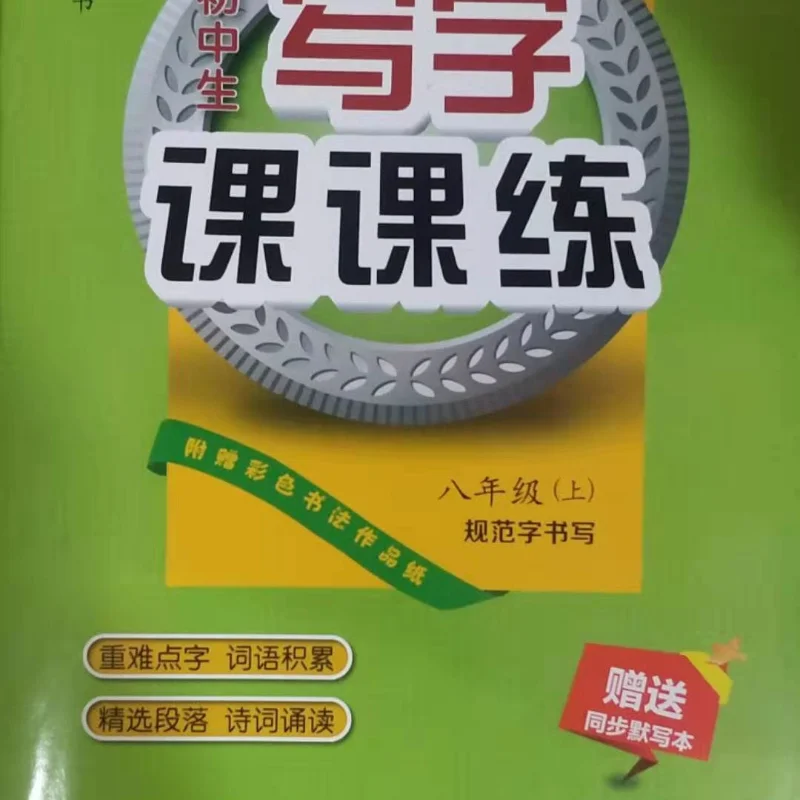 书
初中生
写字
课课练
附赠彩色书法作品纸
八年级(上)
规范字书写
重难点字 词语积累
精选段落 诗词诵读
赠送
同步默写本